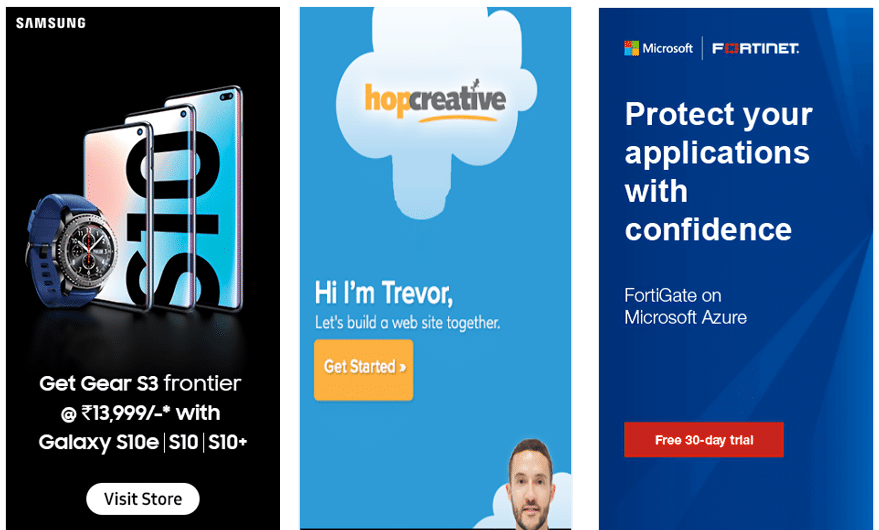 SAMSUNG
S10
Get Gear S3 frontier
@ ₹13,999/-* with
Galaxy S10e | S10 | S10+
Visit Store
hopcreative
Hi I'm Trevor,
Let's build a web site together.
Get Started »
Microsoft | FORTINET
Protect your
applications
with
confidence
FortiGate on
Microsoft Azure
Free 30-day trial